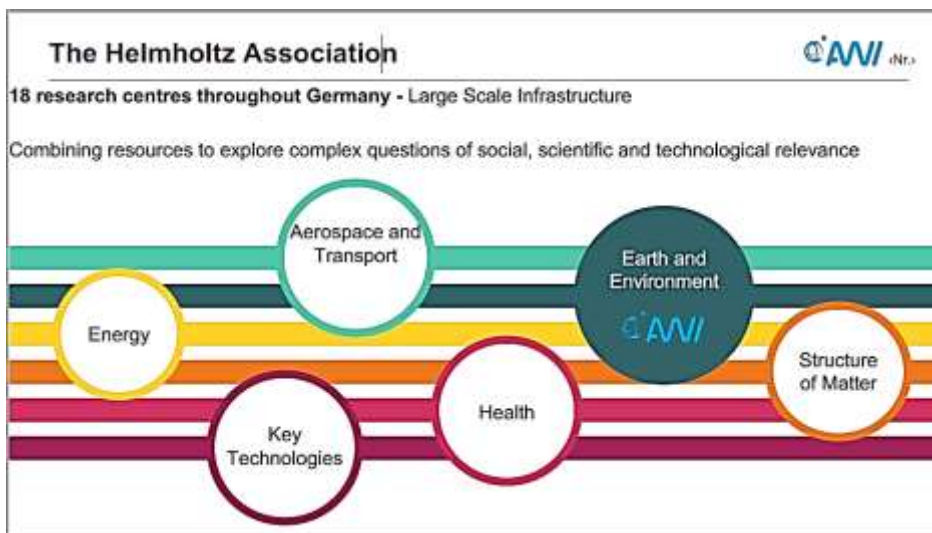 The Helmholtz Association
AWI ‹Nr.›
18 research centres throughout Germany - Large Scale Infrastructure
Combining resources to explore complex questions of social, scientific and technological relevance
Aerospace and
Transport
Earth and
Environment
AWI
Energy
Structure
of Matter
Health
Key
Technologies